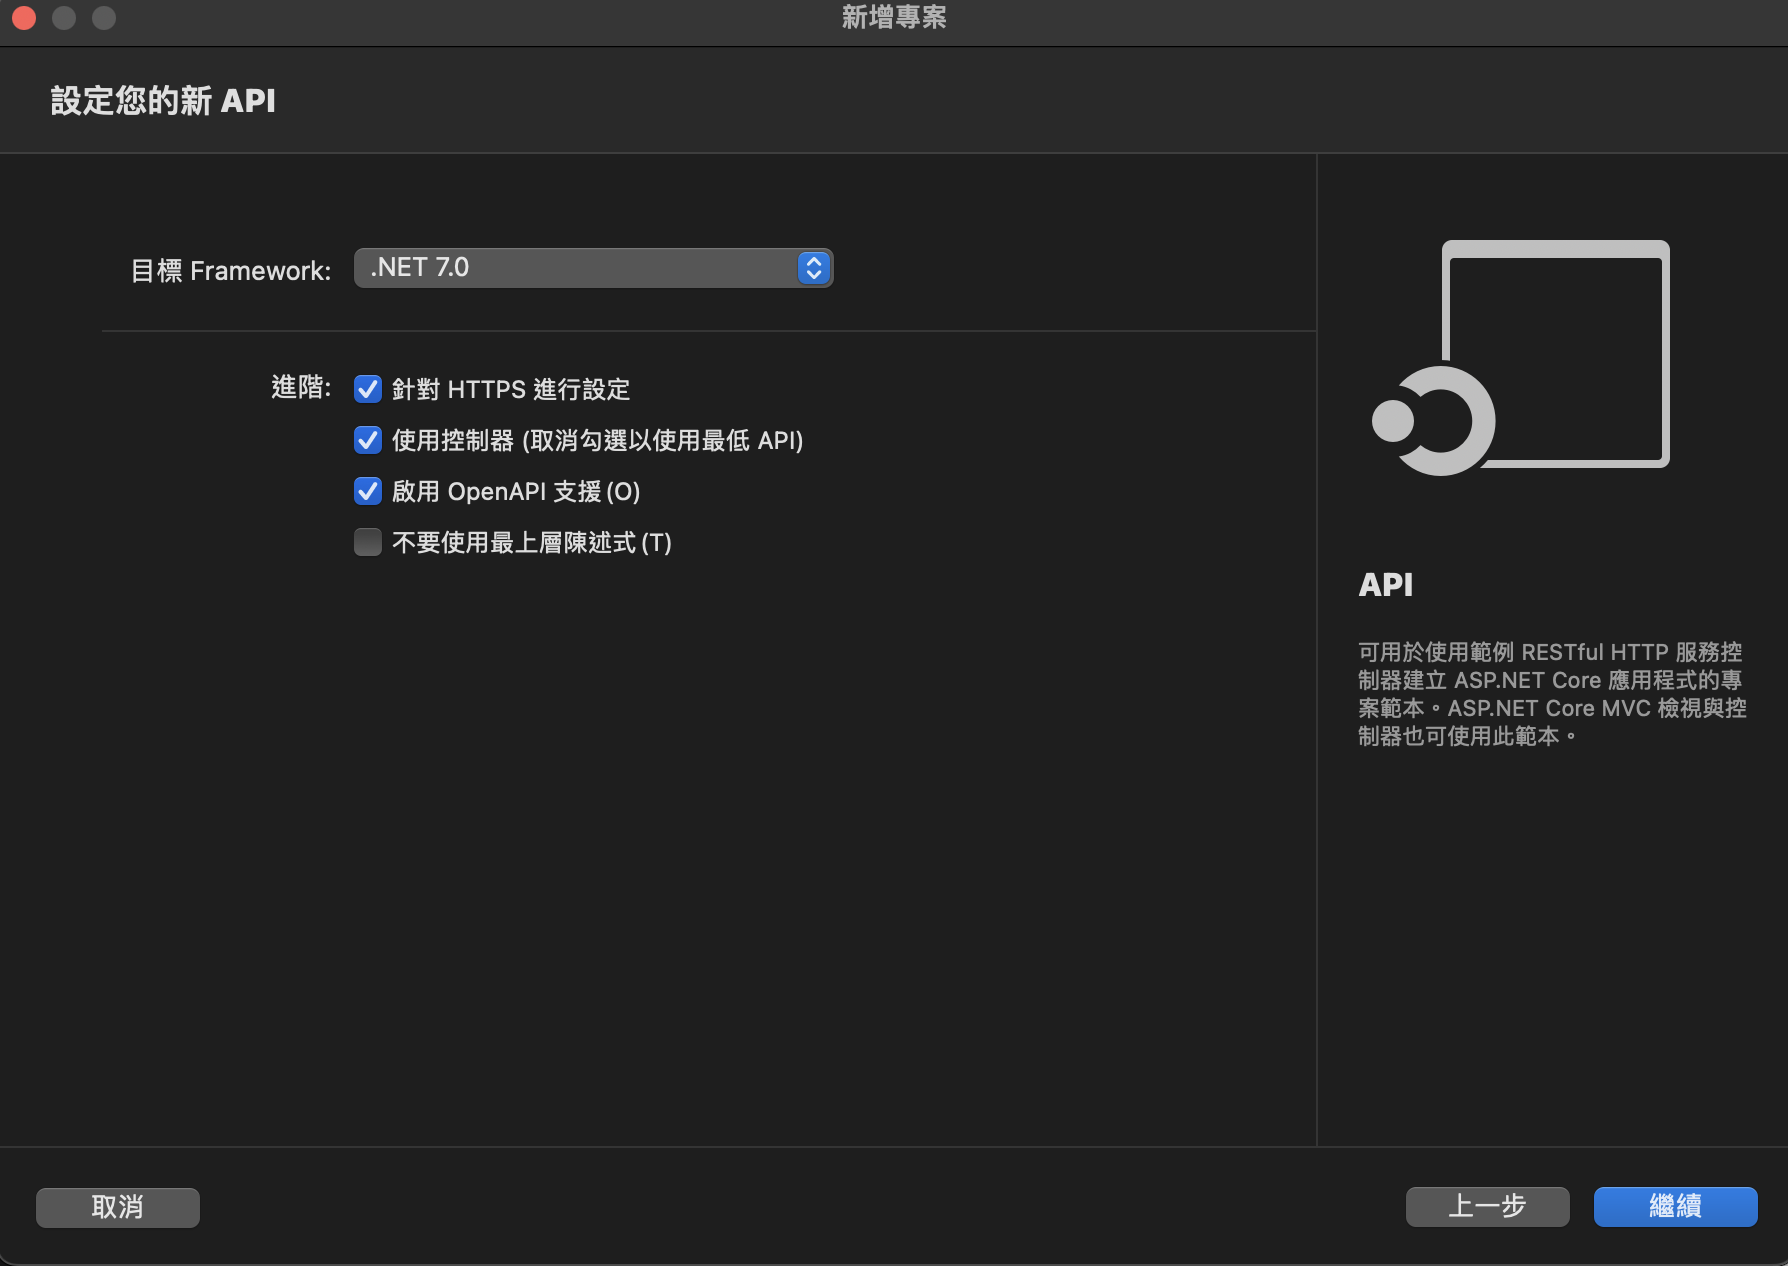 新增專案
設定您的新 API
目標 Framework:
.NET 7.0
進階:
針對 HTTPS 進行設定
使用控制器 (取消勾選以使用最低 API)
啟用 OpenAPI 支援 (O)
不要使用最上層陳述式 (T)
API
可用於使用範例 RESTful HTTP 服務控
制器建立 ASP.NET Core 應用程式的專
案範本。ASP.NET Core MVC 檢視與控
制器也可使用此範本。
取消
上一步
繼續